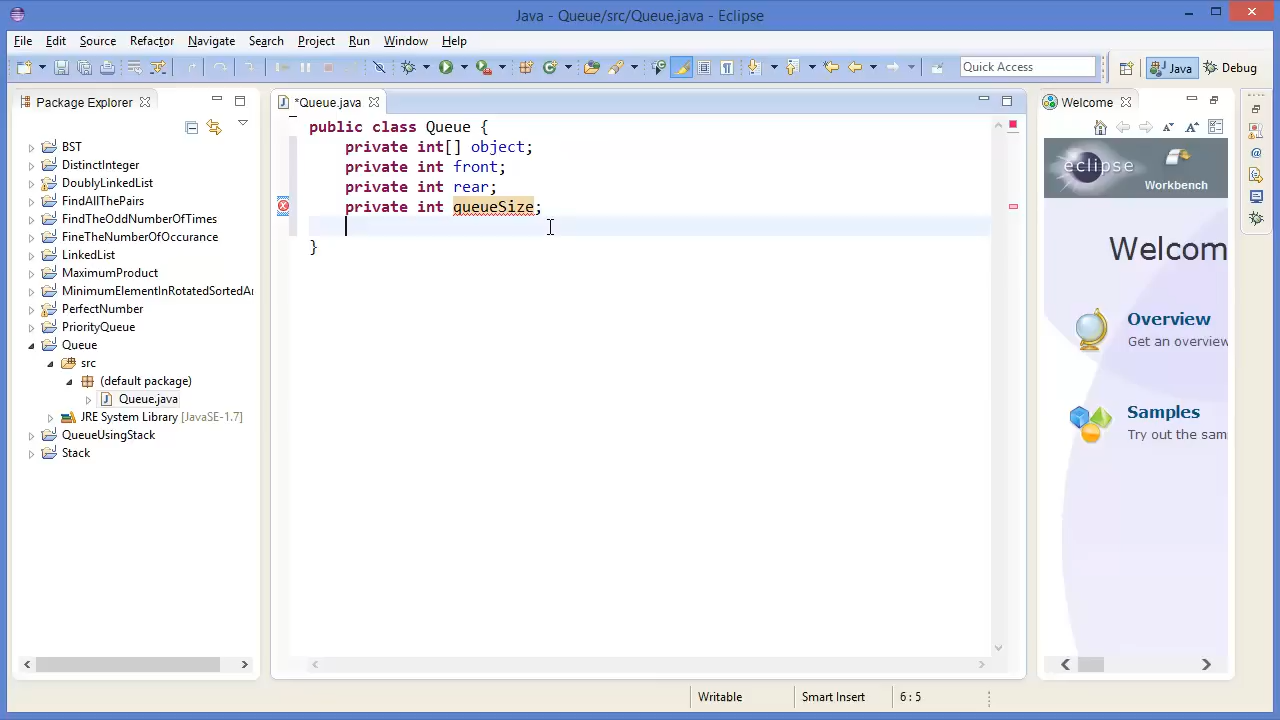 Java - Queue/src/Queue.java - Eclipse
File Edit Source Refactor Navigate Search Project Run Window Help
Quick Access
Java
Debug
Package Explorer
BST
DistinctInteger
DoublyLinkedList
FindAllThePairs
FindTheOddNumberOfTimes
FineTheNumberOfOccurance
LinkedList
MaximumProduct
MinimumElementInRotatedSortedAr
PerfectNumber
PriorityQueue
Queue
src
(default package)
Queue.java
JRE System Library [JavaSE-1.7]
QueueUsingStack
Stack
*Queue.java
public class Queue {
private int[] object;
private int front;
private int rear;
private int queueSize;
}
Welcome
eclipse
Workbench
Welcom
Overview
Get an overview
Samples
Try out the sam
Writable
Smart Insert
6 : 5